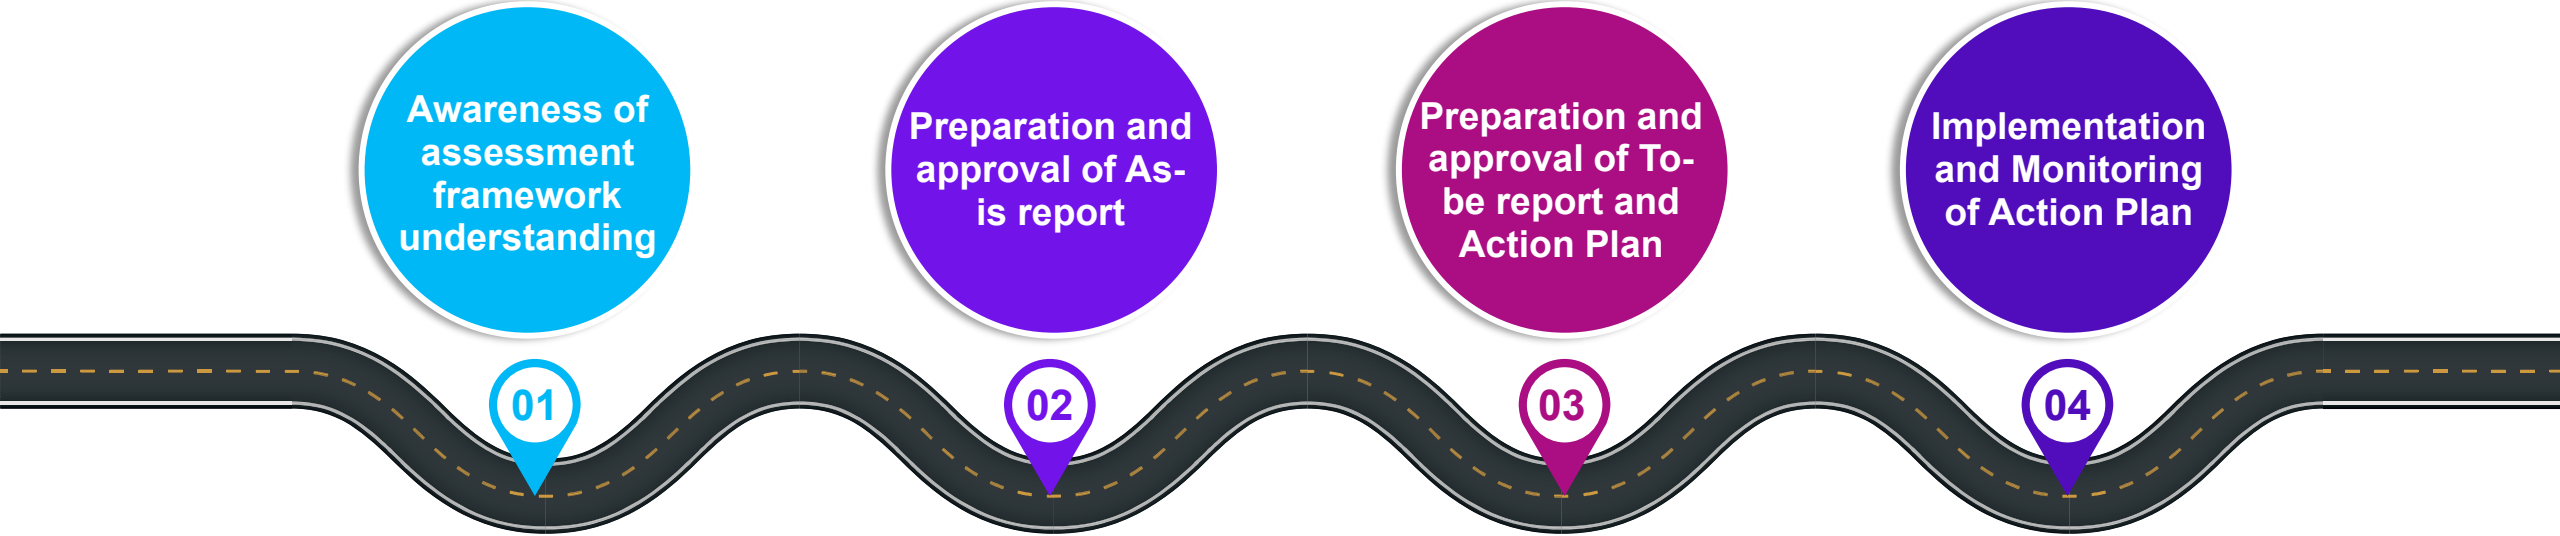 Awareness of
assessment
framework
understanding
01
Preparation and
approval of As-
is report
02
Preparation and
approval of To-
be report and
Action Plan
03
Implementation
and Monitoring
of Action Plan
04